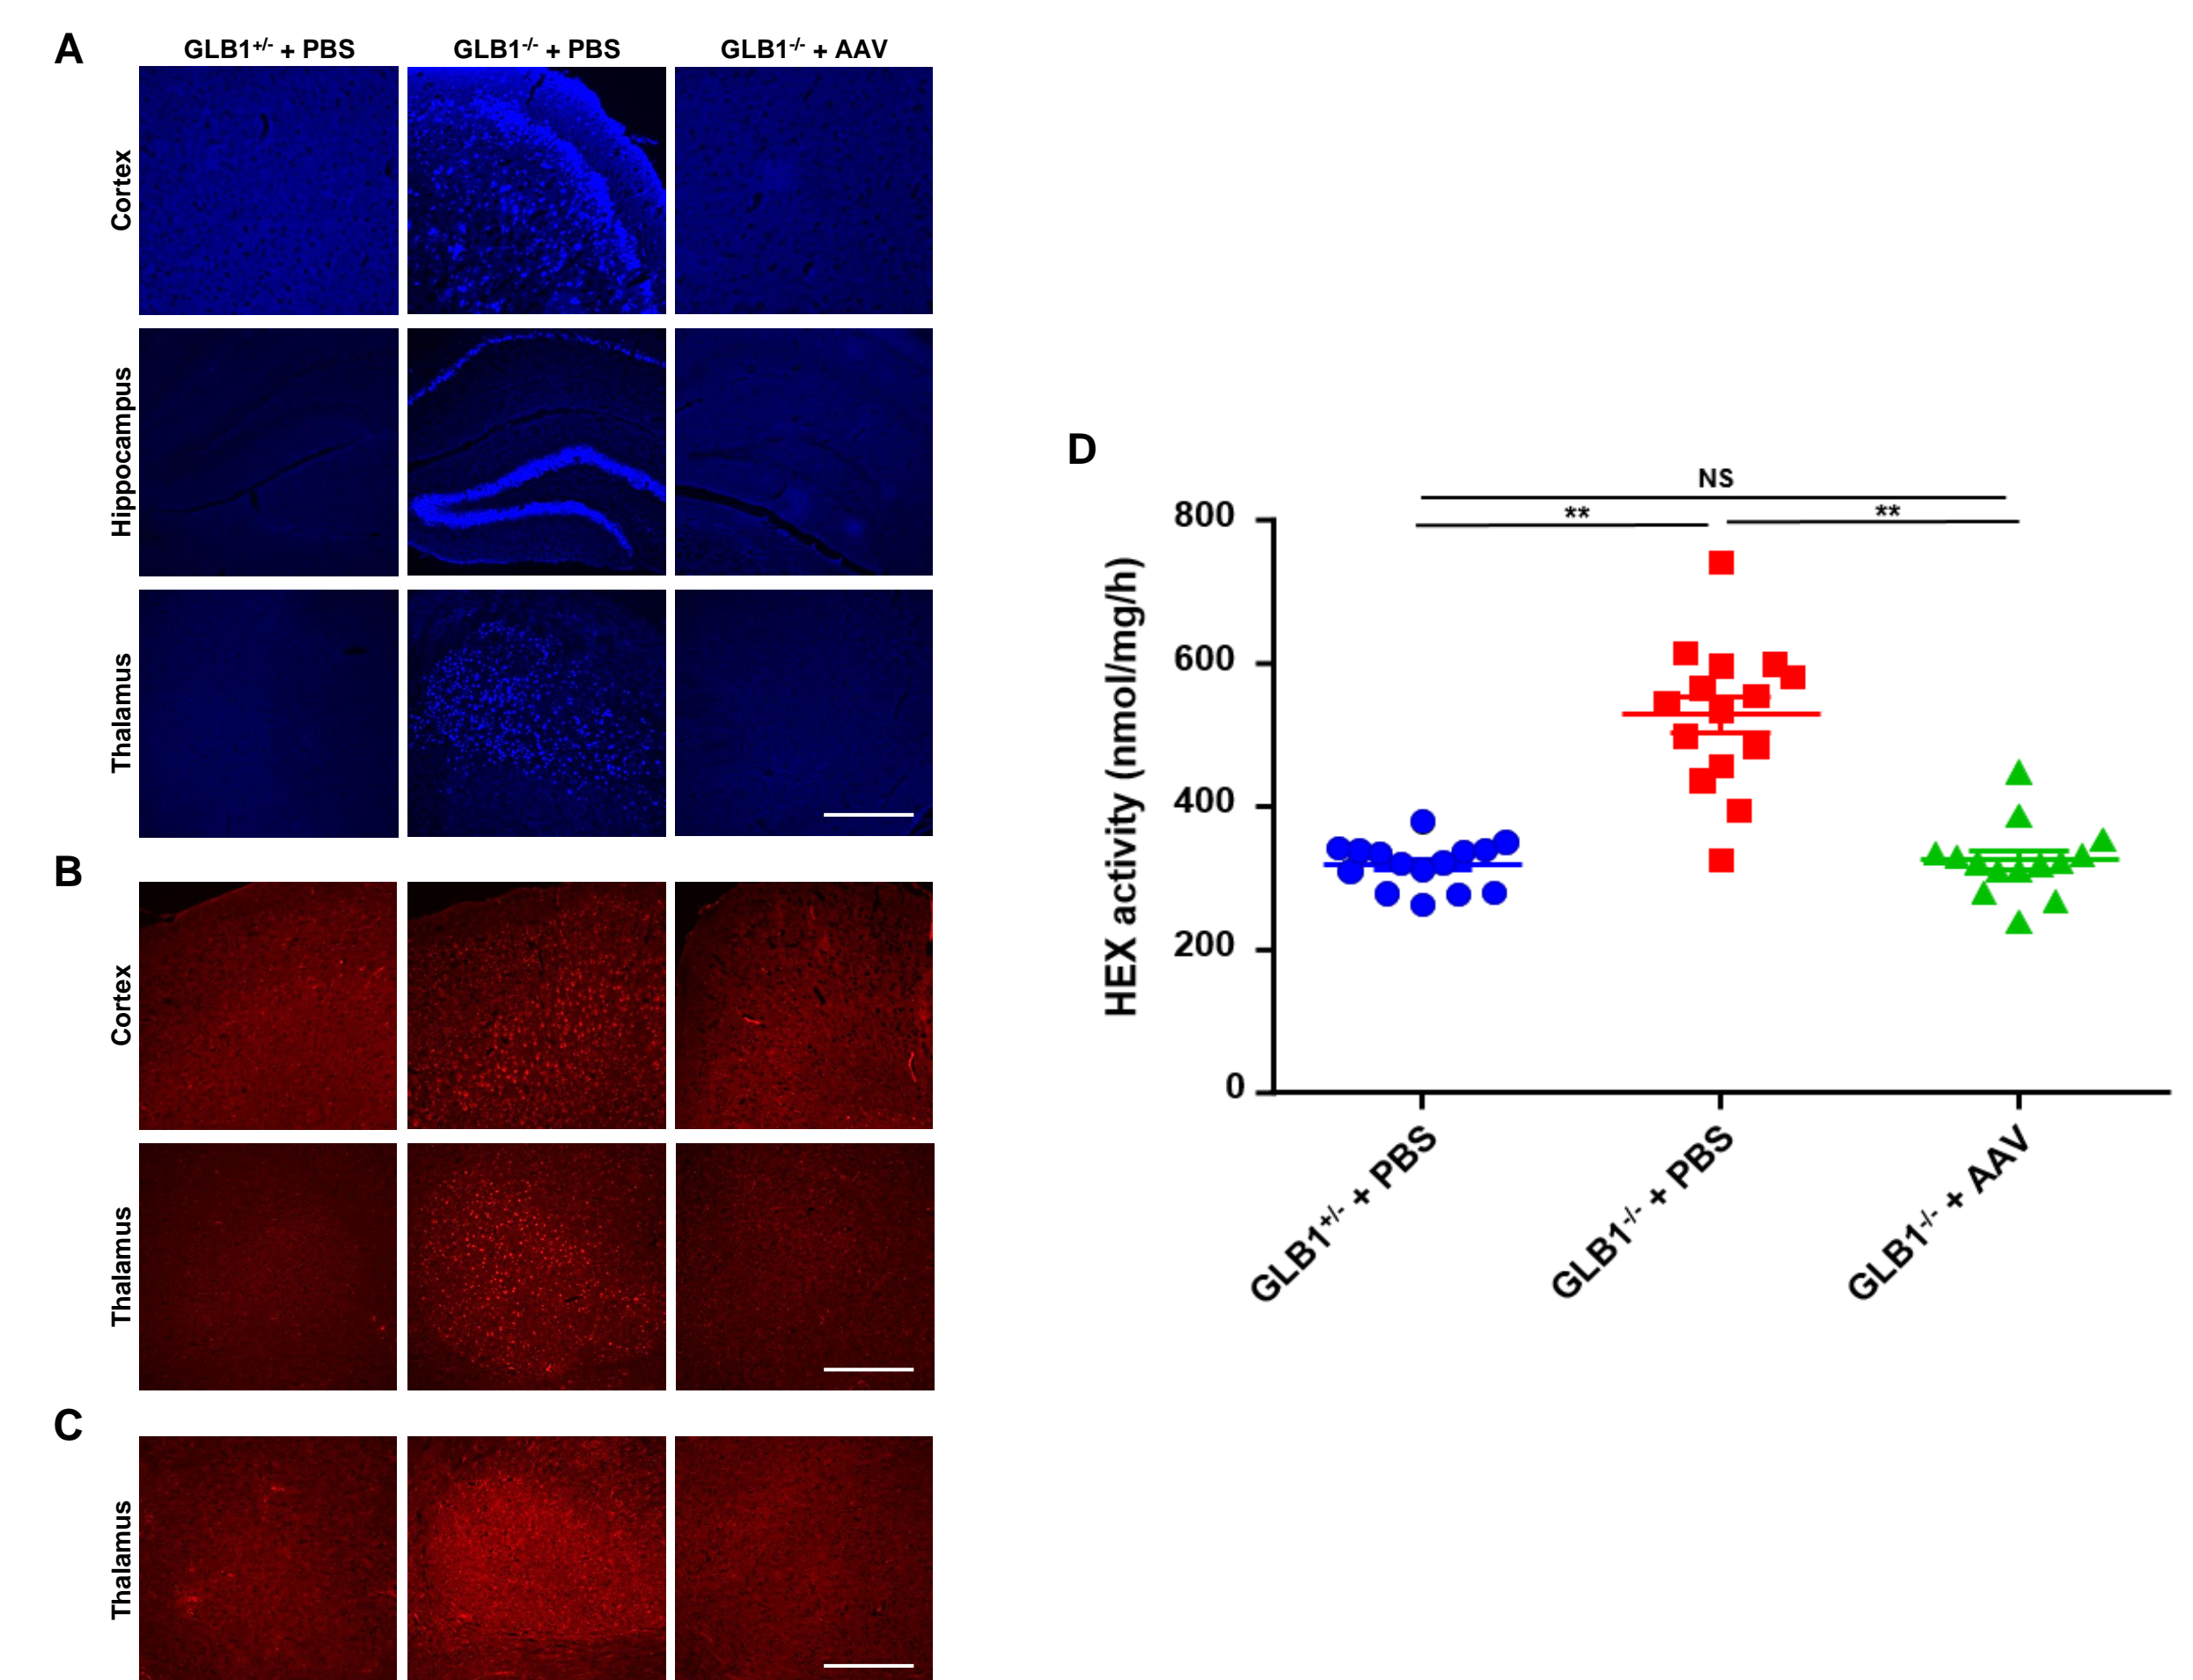 A
GLB1+/- + PBS
GLB1-/- + PBS
GLB1-/- + AAV
Cortex
Hippocampus
Thalamus
B
Cortex
Thalamus
C
Thalamus
D
NS
**
**
HEX activity (nmol/mg/h)
800
600
400
200
0
GLB1+/- + PBS
GLB1-/- + PBS
GLB1-/- + AAV